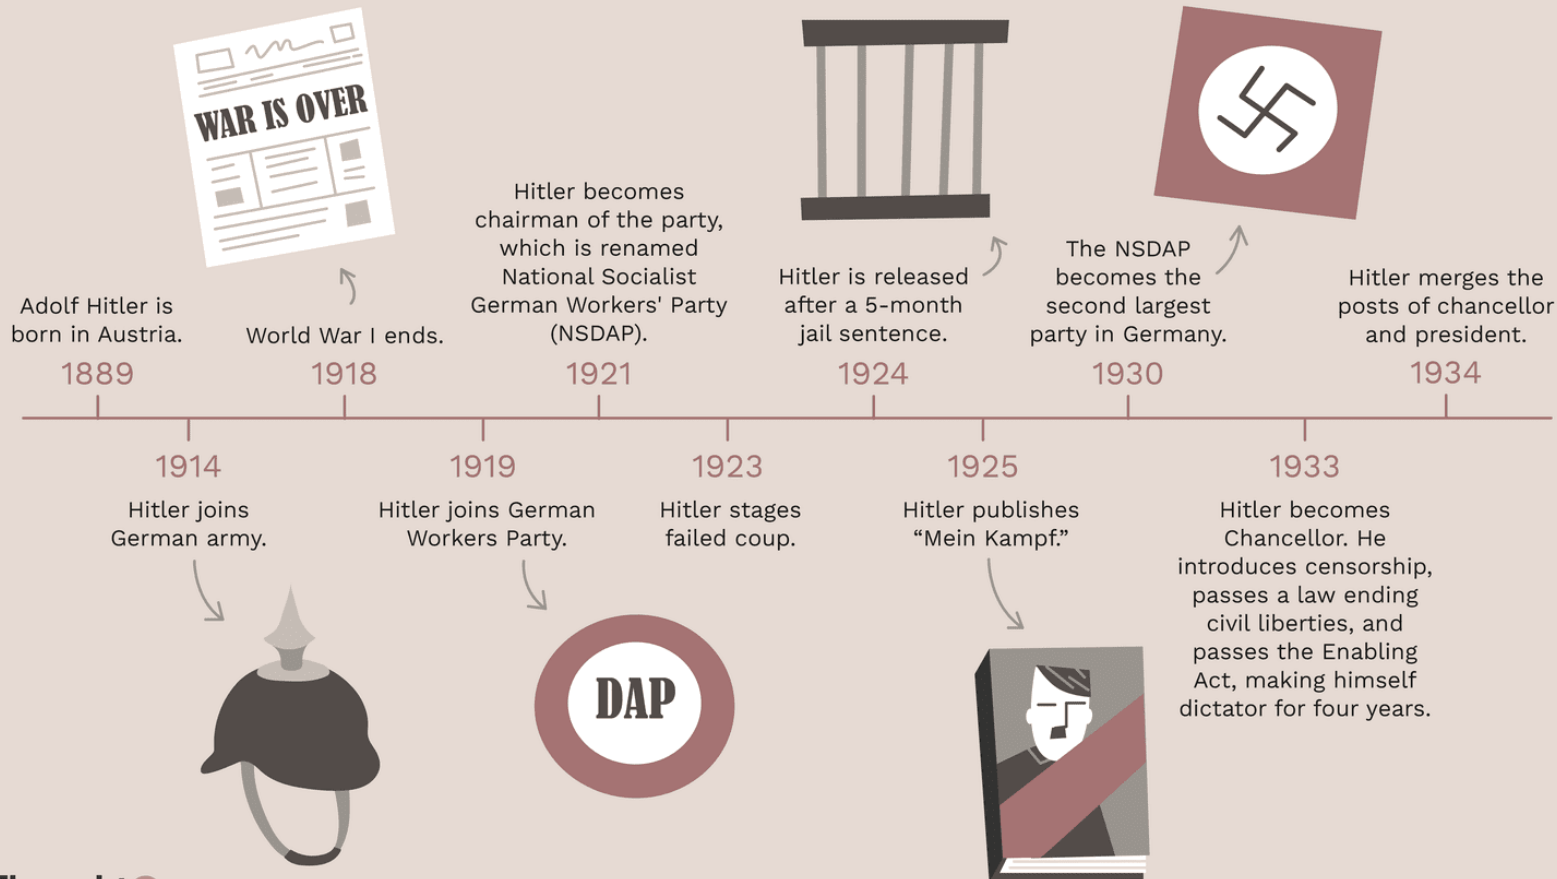 WAR IS OVER
Adolf Hitler is
born in Austria.
1889
World War I ends.
1918
Hitler becomes
chairman of the party,
which is renamed
National Socialist
German Workers' Party
(NSDAP).
1921
Hitler is released
after a 5-month
jail sentence.
1924
The NSDAP
becomes the
second largest
party in Germany.
1930
Hitler merges the
posts of chancellor
and president.
1934
1914
Hitler joins
German army.
1919
Hitler joins German
Workers Party.
DAP
1923
Hitler stages
failed coup.
1925
Hitler publishes
“Mein Kampf.”
1933
Hitler becomes
Chancellor. He
introduces censorship,
passes a law ending
civil liberties, and
passes the Enabling
Act, making himself
dictator for four years.